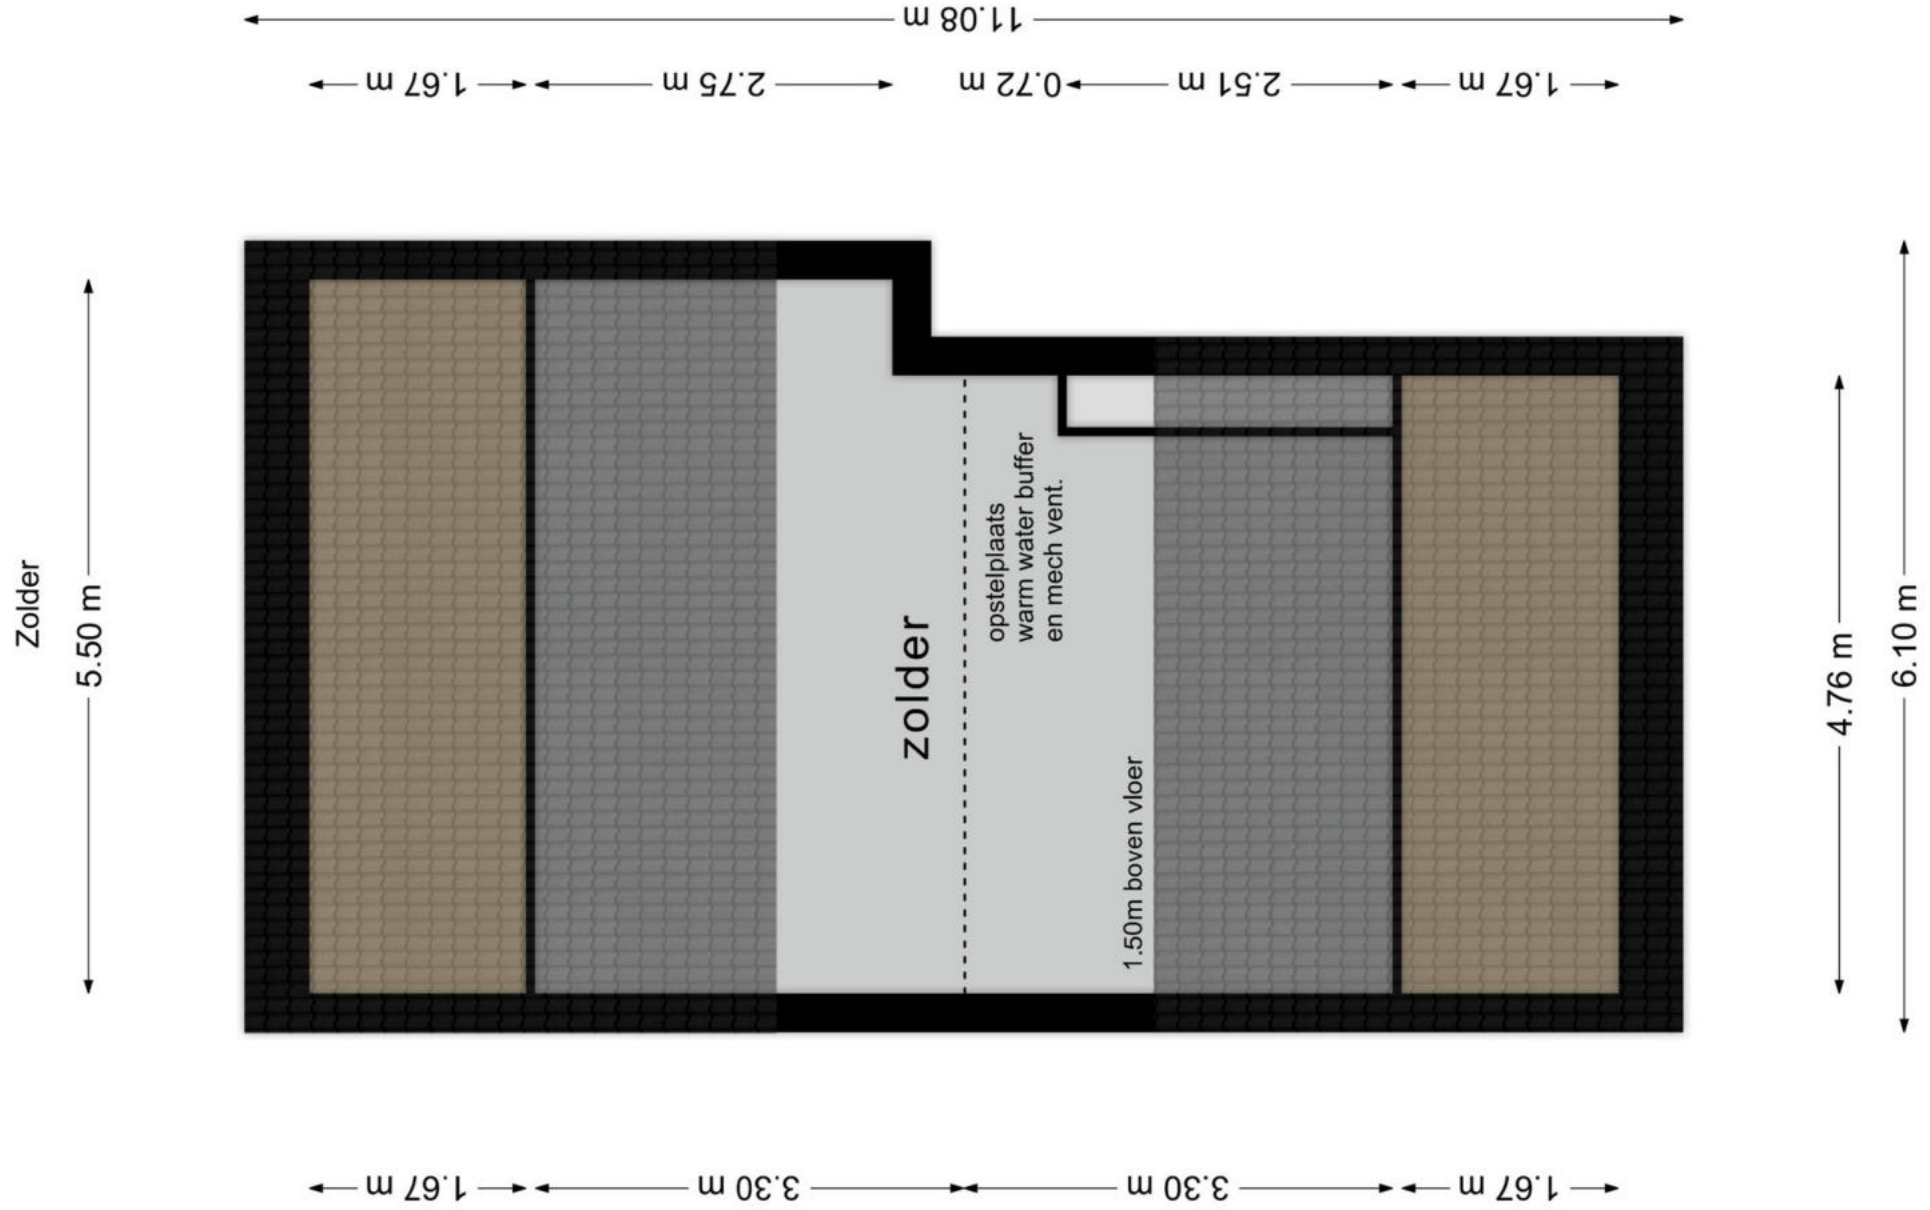 11.08 m
1.67 m
2.75 m
0.72 m
2.51 m
1.67 m
Zolder
5.50 m
zolder
opstelplaats
warm water buffer
en mech vent.
1.50m boven vloer
4.76 m
6.10 m
1.67 m
3.30 m
3.30 m
1.67 m